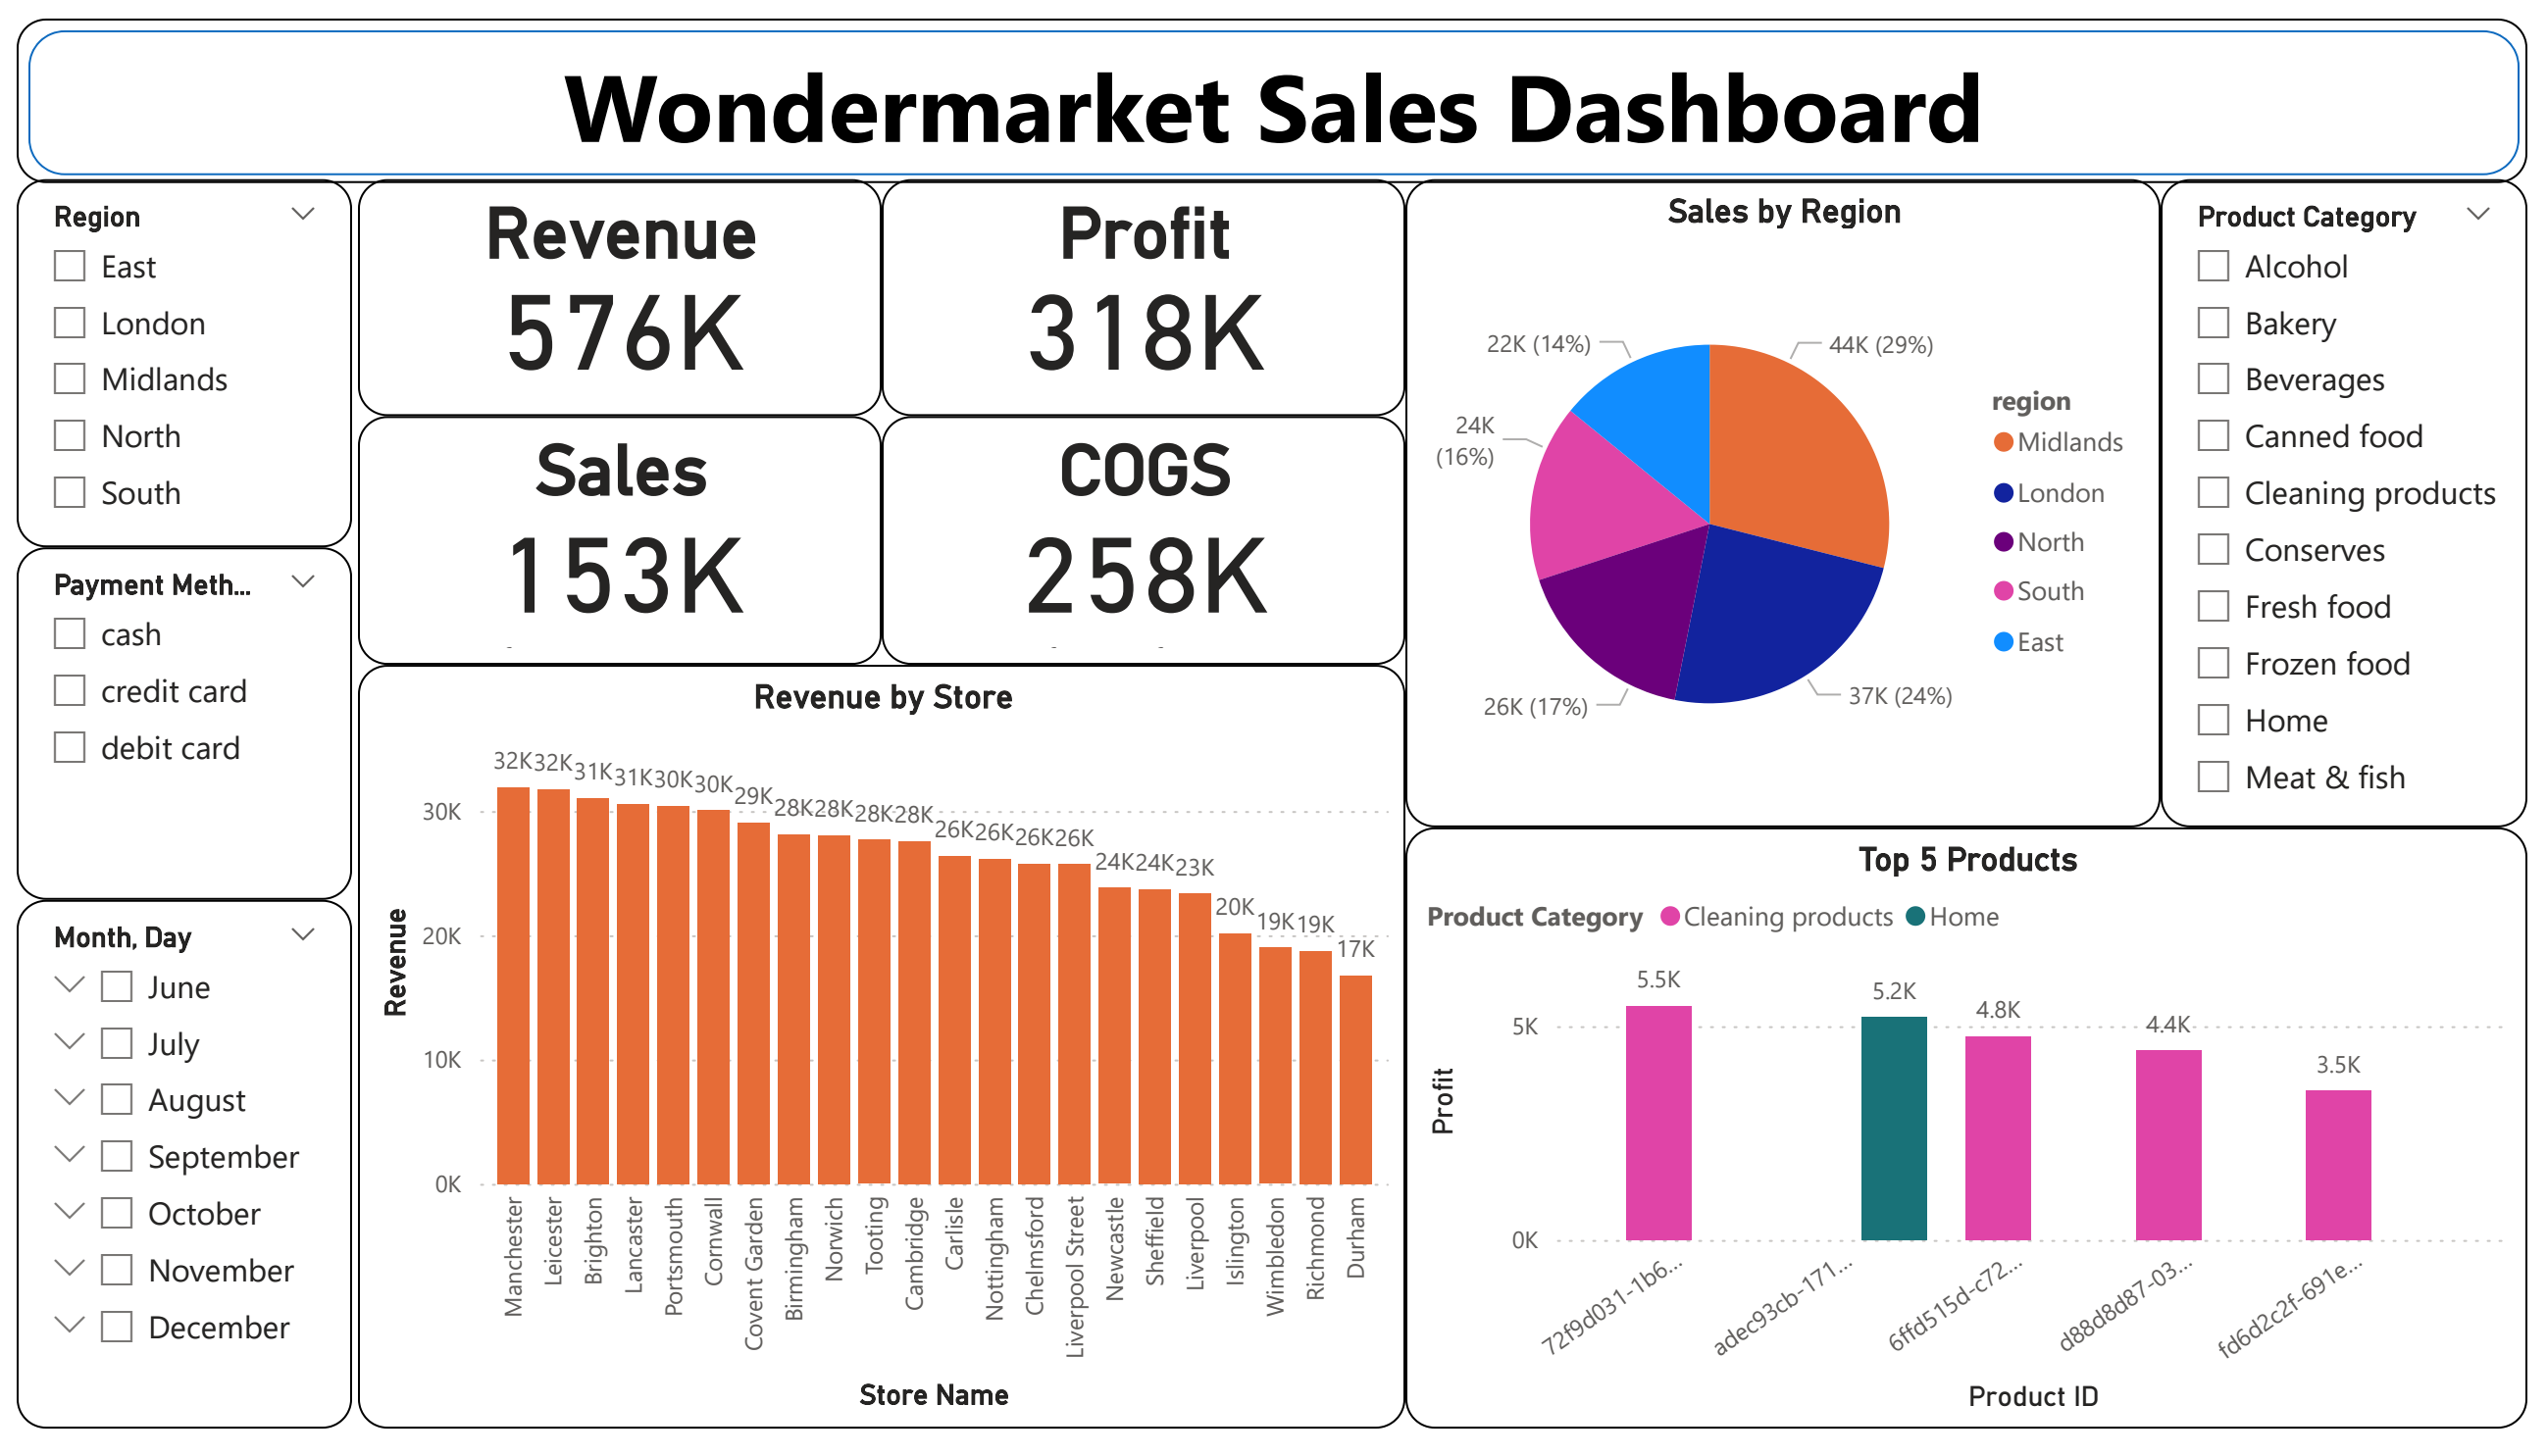 Wondermarket Sales Dashboard
Region
East
London
Midlands
North
South
Payment Meth...
cash
credit card
debit card
Month, Day
June
July
August
September
October
November
December
Revenue
576K
Profit
318K
Sales
153K
COGS
258K
Revenue by Store
32K 32K 31K 31K 30K 30K 29K 28K 28K 28K 28K 26K 26K 26K 26K 24K 24K 23K 20K 19K 19K 17K
30K
20K
10K
0K
Revenue
Manchester
Leicester
Brighton
Lancaster
Portsmouth
Cornwall
Covent Garden
Birmingham
Norwich
Tooting
Cambridge
Carlisle
Nottingham
Chelmsford
Liverpool Street
Newcastle
Sheffield
Liverpool
Islington
Wimbledon
Richmond
Durham
Store Name
Sales by Region
22K (14%)
44K (29%)
24K
(16%)
26K (17%)
37K (24%)
region
Midlands
London
North
South
East
Product Category
Alcohol
Bakery
Beverages
Canned food
Cleaning products
Conserves
Fresh food
Frozen food
Home
Meat & fish
Top 5 Products
Product Category Cleaning products Home
5.5K 5.2K 4.8K 4.4K 3.5K
5K
0K
Profit
72f9d031-1b6...
adec93cb-171...
6ffd515d-c72...
d88d8d87-03...
fd6d2c2f-691e...
Product ID